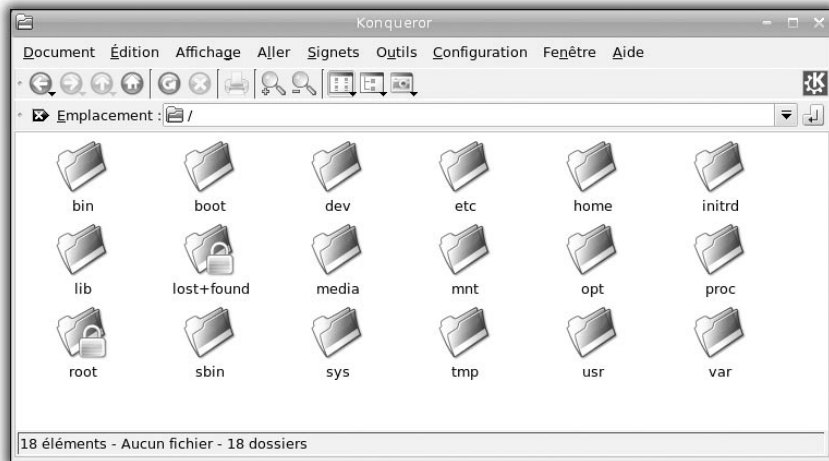 Konqueror
Document Édition Affichage Aller Signets Outils Configuration Fenêtre Aide
Emplacement : /
bin boot dev etc home initrd
lib lost+found media mnt opt proc
root sbin sys tmp usr var
18 éléments - Aucun fichier - 18 dossiers